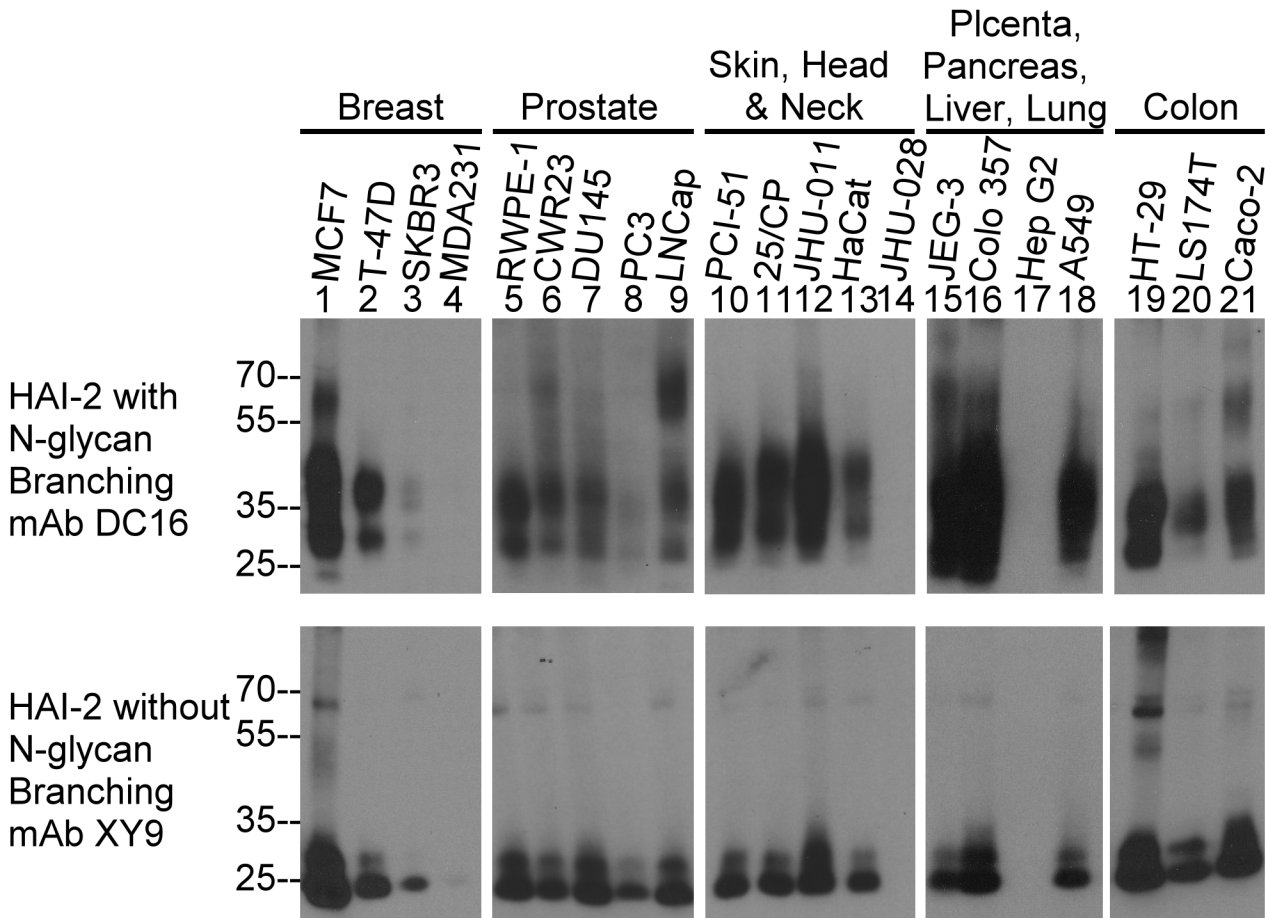 Plcenta,
Pancreas,
Liver, Lung
Skin, Head
& Neck
Breast
Prostate
Colon
MCF7
T-47D
SKBR3
MDA231
RWPE-1
CWR23
DU145
PC3
LNCap
PCI-51
25/CP
JHU-011
HaCat
JHU-028
JEG-3
Colo 357
Hep G2
A549
HT-29
LS174T
Caco-2
1 2 3 4 5 6 7 8 9 10 11 12 13 14 15 16 17 18 19 20 21
HAI-2 with
N-glycan
Branching
mAb DC16
70--
55--
35--
25--
HAI-2 without
N-glycan
Branching
mAb XY9
70--
55--
35--
25--